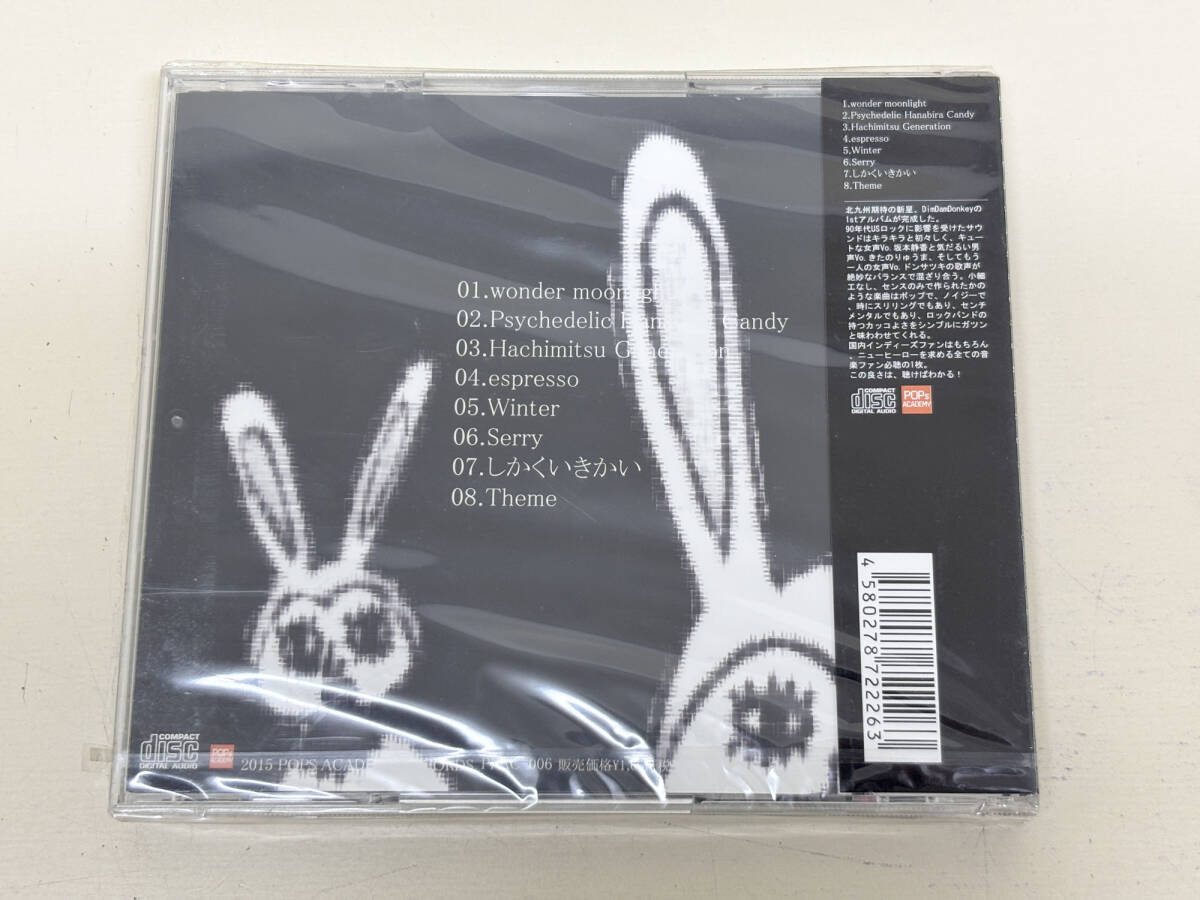 01.wonder moonlight
02.Psychedelic Hanabira Candy
03.Hachimitsu Generation
04.espresso
05.Winter
06.Serry
07.しかくいきかい
08.Theme
COMPACT
disc
DIGITAL AUDIO
POPs
ACADEMY
2015 POPS ACADEMY RECORDS 006 販売価格
1.wonder moonlight
2.Psychedelic Hanabira Candy
3.Hachimitsu Generation
4.espresso
5.Winter
6.Serry
7.しかくいきかい
8.Theme
北九州期待の新星、DimDamDonkeyの
1stアルバムが完成した。
90年代USロックに影響を受けたサウ
ンドはキラキラと初々しく、キュー
トな女声Vo.坂本静香と気だるい男
声Vo.きたのりゅうま、そしてもう
一人の女声Vo.ドンサツキの歌声が
絶妙なバランスで混ざり合う。小細
工なし、センスのみで作られたかの
ような楽曲はポップで、ノイジーで
、時にスリリングでもあり、センチ
メンタルでもあり、ロックバンドの
持つカッコよさをシンプルにガツン
と味わわせてくれる。
国内インディーズファンはもちろん
、ニューヒーローを求める全ての音
楽ファン必聴の1枚。
この良さは、聴けばわかる！
COMPACT
disc
DIGITAL AUDIO
POPs
ACADEMY
4580278722263